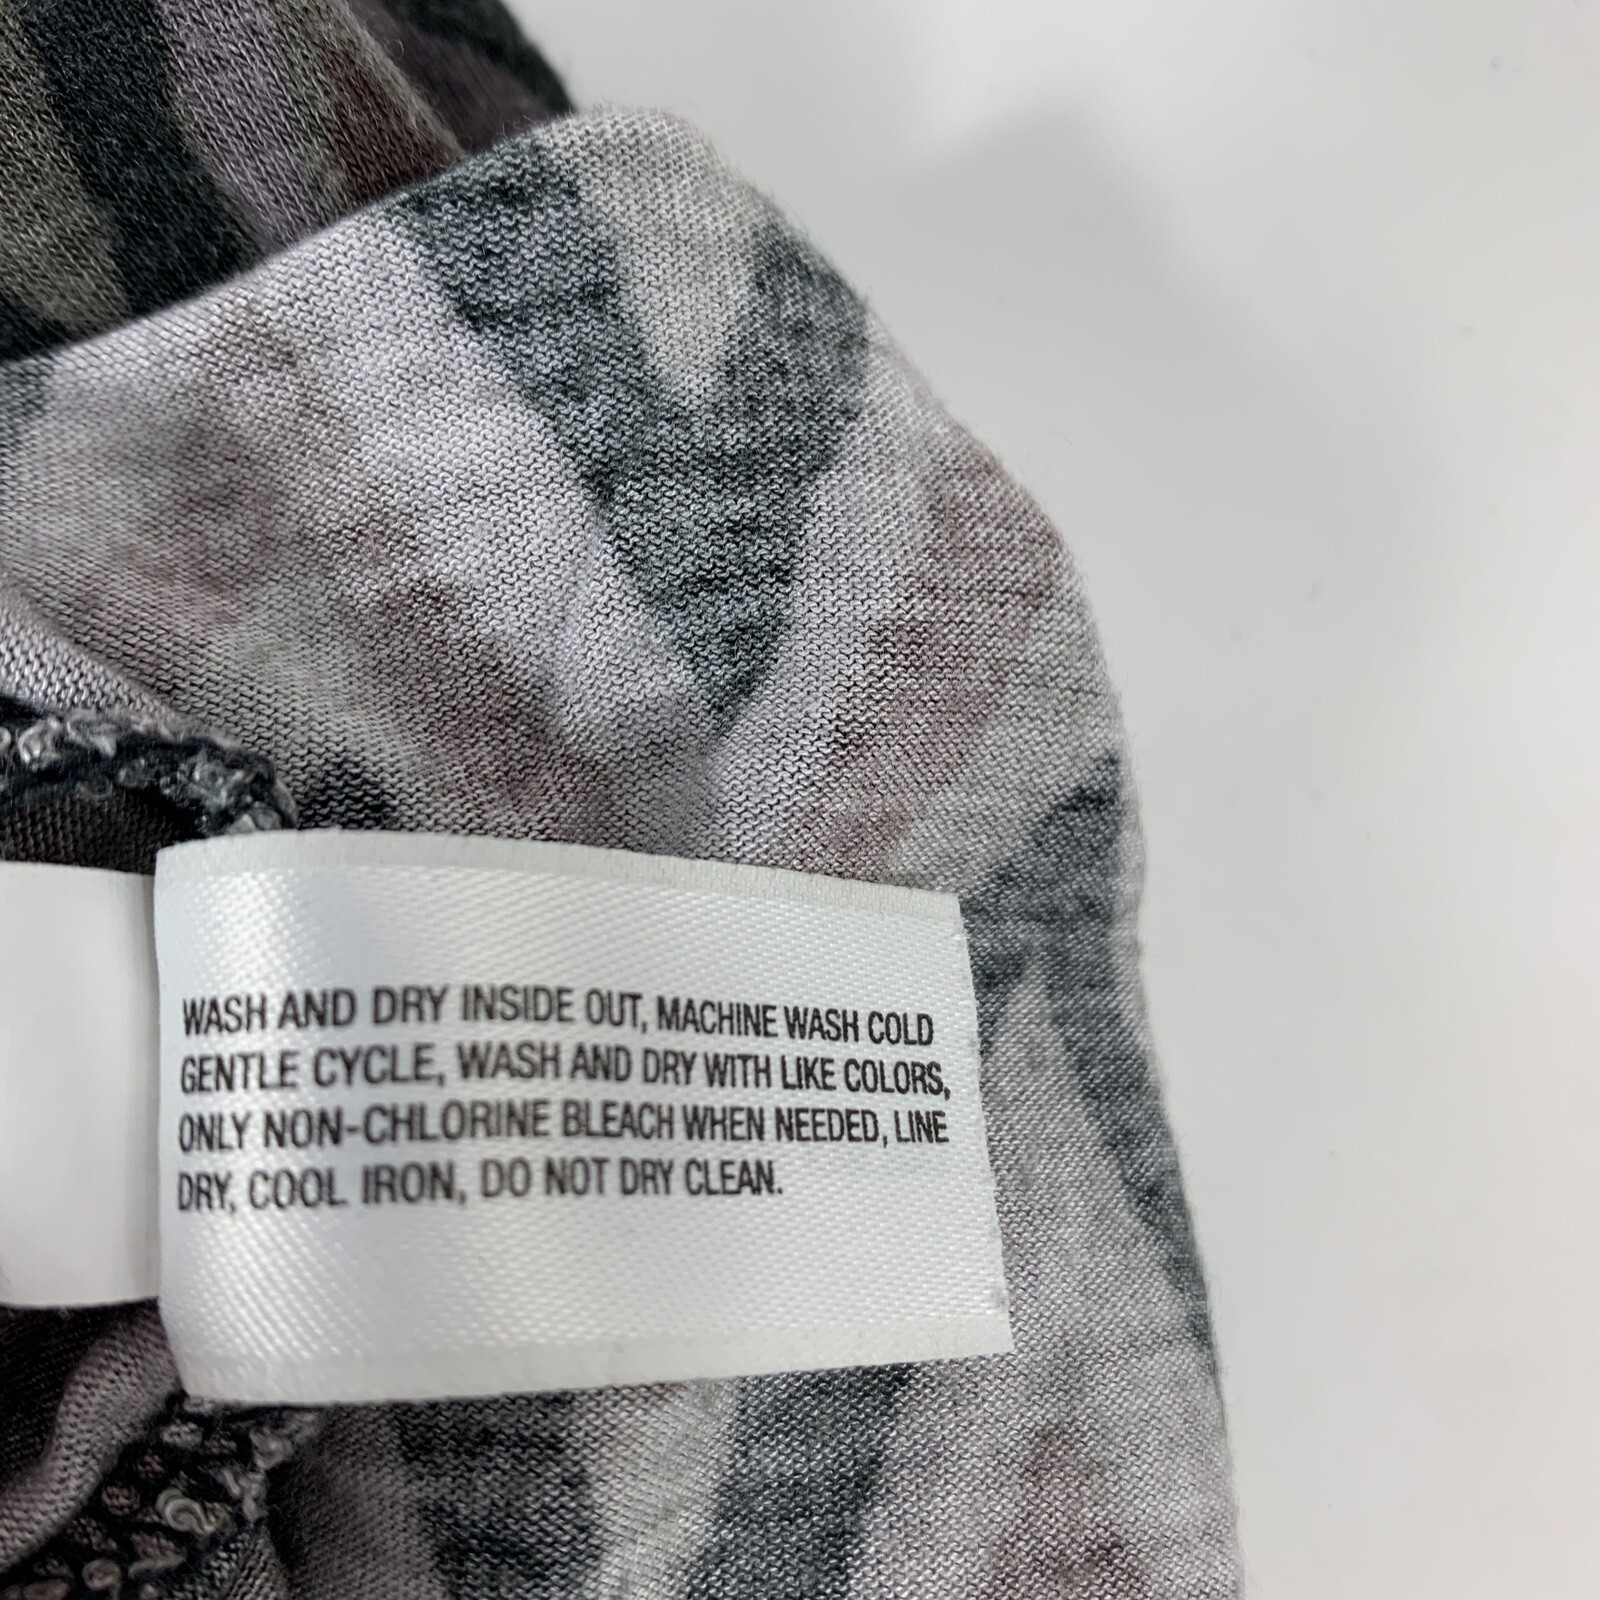 WASH AND DRY INSIDE OUT, MACHINE WASH COLD
GENTLE CYCLE, WASH AND DRY WITH LIKE COLORS,
ONLY NON-CHLORINE BLEACH WHEN NEEDED, LINE
DRY, COOL IRON, DO NOT DRY CLEAN.